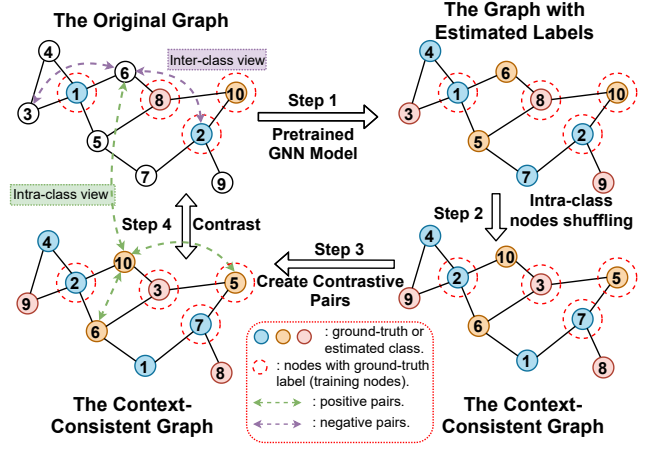 The Original Graph
4
6
Inter-class view
1
8
10
3
2
5
7
9
Intra-class view
Step 1
Pretrained
GNN Model
The Graph with
Estimated Labels
4
6
1
8
10
3
2
5
7
9
Step 2
Intra-class
nodes shuffling
Step 4
Contrast
Step 3
Create Contrastive
Pairs
4
10
2
3
5
9
6
7
1
8
The Context-
Consistent Graph
4
10
2
3
5
9
6
7
1
8
The Context-
Consistent Graph
: ground-truth or
estimated class.
: nodes with ground-truth
label (training nodes).
: positive pairs.
: negative pairs.